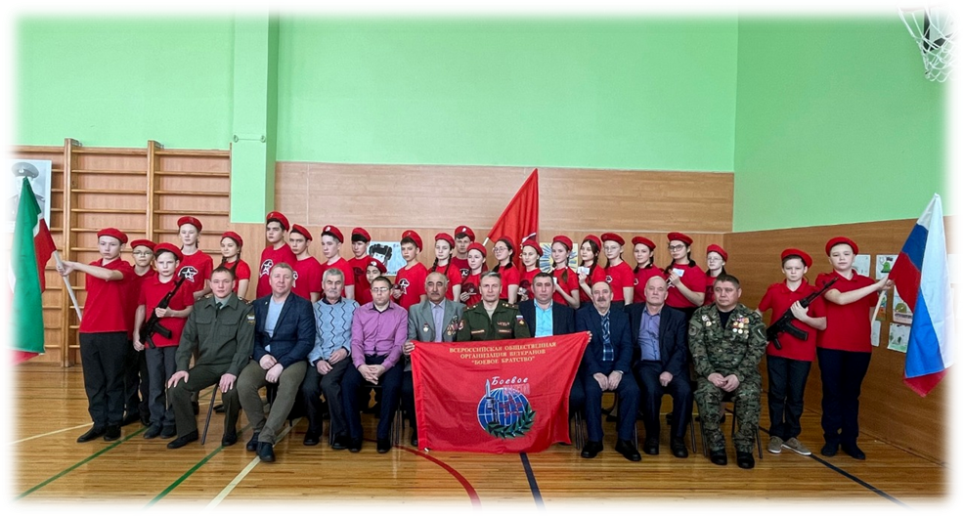 ВСЕРОССИЙСКАЯ ОБЩЕСТВЕННАЯ
ОРГАНИЗАЦИЯ ВЕТЕРАНОВ
"БОЕВОЕ БРАТСТВО"
Боевое